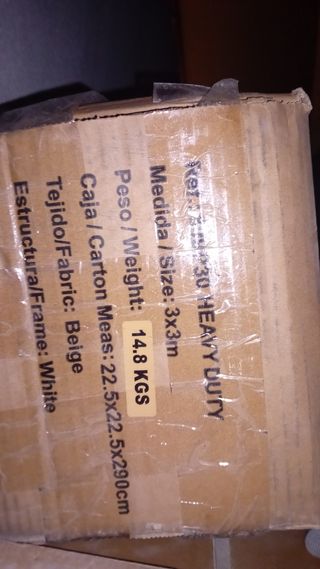 Ref: HEAVY DUTY
Medida / Size: 3x3m
Peso / Weight: 14.8 KGS
Caja / Carton Meas: 22.5x22.5x290cm
Tejido/Fabric: Beige
Estructura/Frame: White